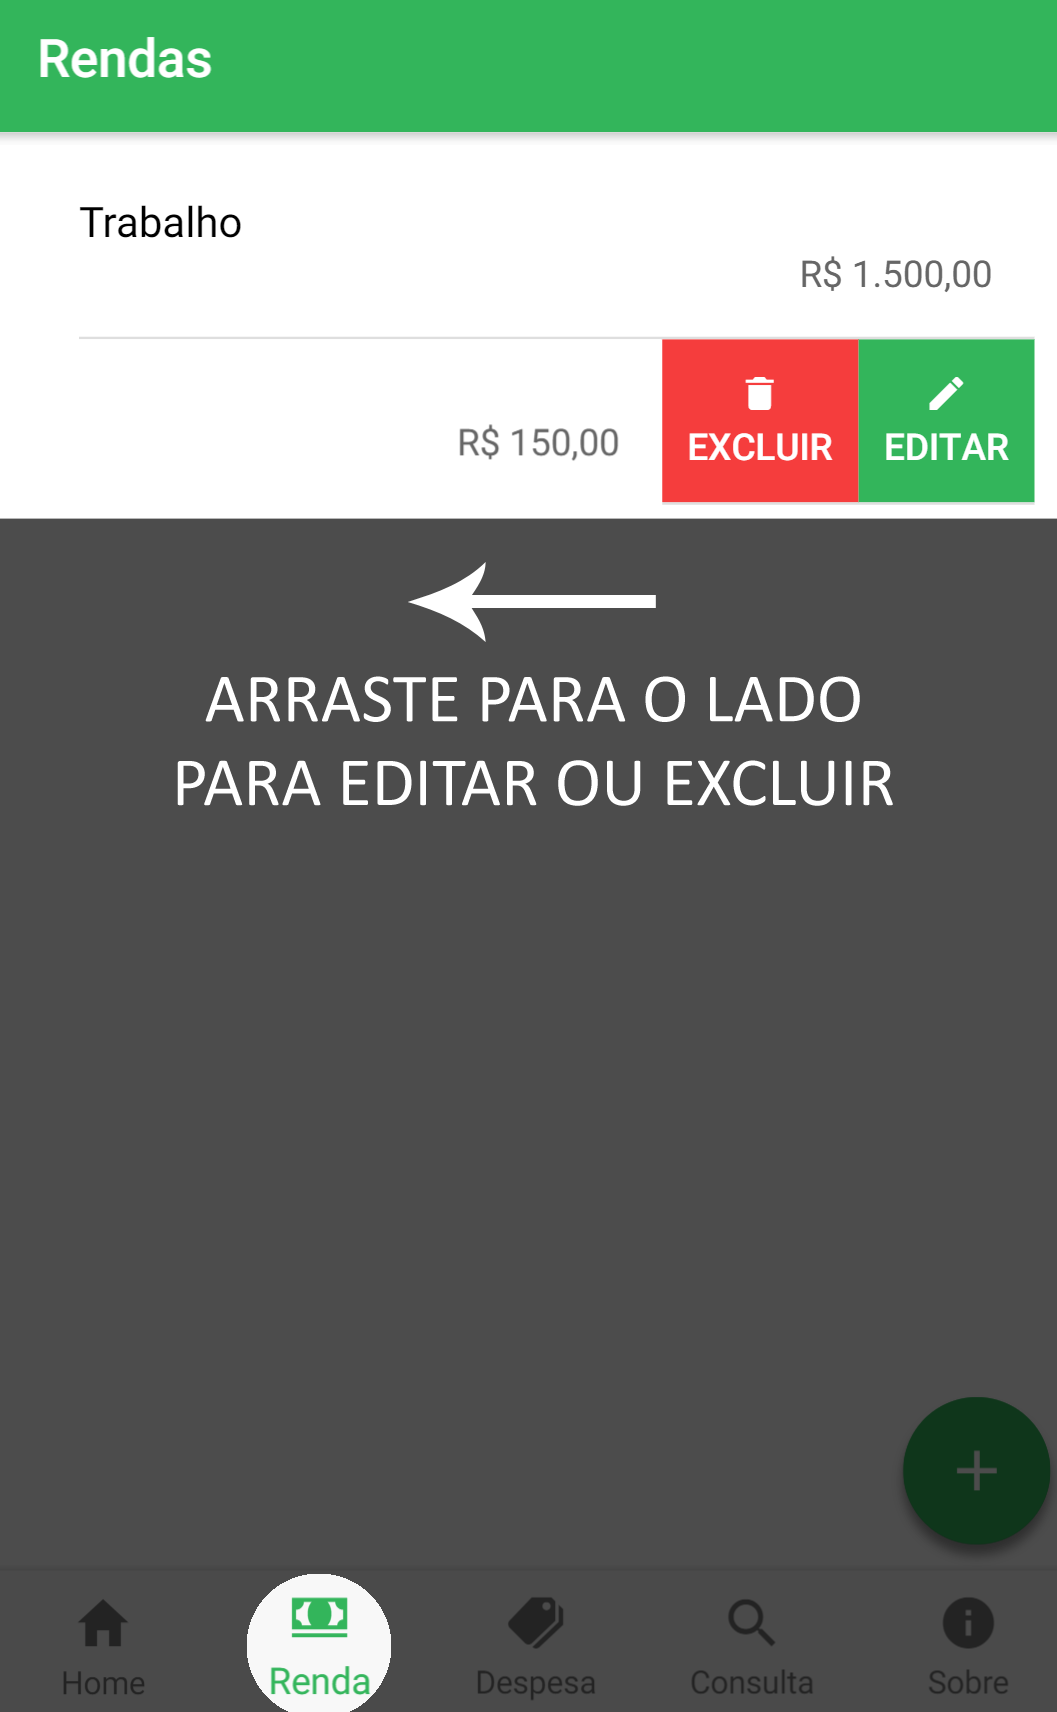 Rendas
Trabalho
R$ 1.500,00
R$ 150,00
EXCLUIR
EDITAR
ARRASTE PARA O LADO
PARA EDITAR OU EXCLUIR
Home
Renda
Despesa
Consulta
Sobre